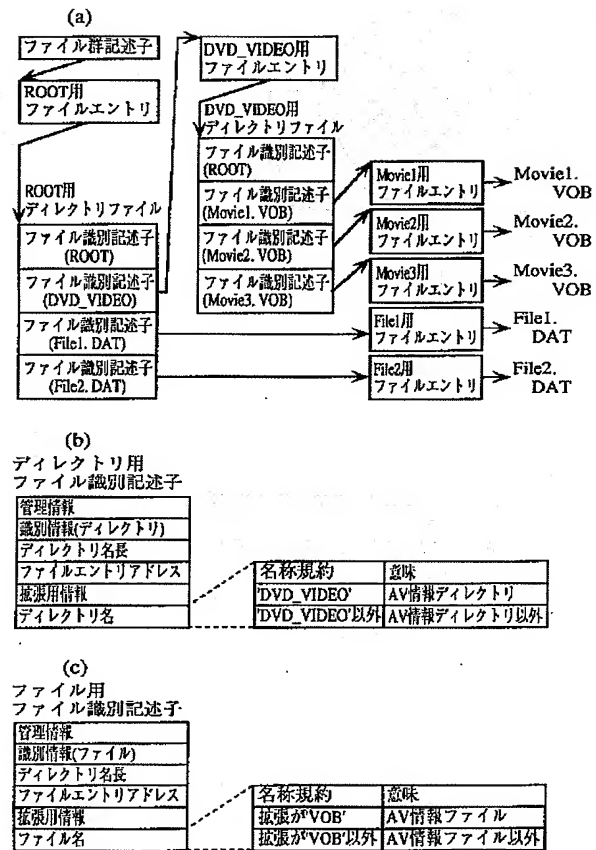 (a)
ファイル群記述子
ROOT用
ファイルエントリ
ROOT用
ディレクトリファイル
ファイル識別記述子
(ROOT)
ファイル識別記述子
(DVD_VIDEO)
ファイル識別記述子
(File1. DAT)
ファイル識別記述子
(File2. DAT)
DVD_VIDEO用
ファイルエントリ
DVD_VIDEO用
ディレクトリファイル
ファイル識別記述子
(ROOT)
ファイル識別記述子
(Movie1. VOB)
ファイル識別記述子
(Movie2. VOB)
ファイル識別記述子
(Movie3. VOB)
Movie1用
ファイルエントリ
Movie1.
VOB
Movie2用
ファイルエントリ
Movie2.
VOB
Movie3用
ファイルエントリ
Movie3.
VOB
File1用
ファイルエントリ
File1.
DAT
File2用
ファイルエントリ
File2.
DAT
(b)
ディレクトリ用
ファイル識別記述子
管理情報
識別情報(ディレクトリ)
ディレクトリ名長
ファイルエントリアドレス
拡張用情報
ディレクトリ名
名称規約 意味
'DVD_VIDEO' AV情報ディレクトリ
'DVD_VIDEO'以外 AV情報ディレクトリ以外
(c)
ファイル用
ファイル識別記述子
管理情報
識別情報(ファイル)
ディレクトリ名長
ファイルエントリアドレス
拡張用情報
ファイル名
名称規約 意味
拡張が'VOB' AV情報ファイル
拡張が'VOB'以外 AV情報ファイル以外